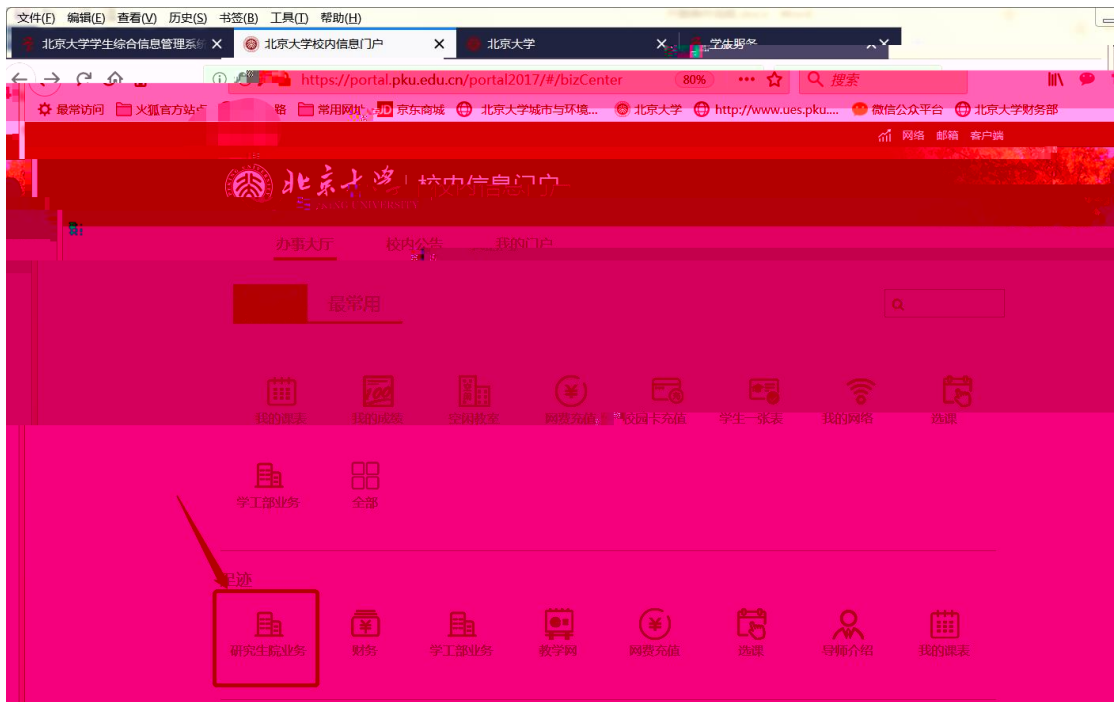 文件(F) 编辑(E) 查看(V) 历史(S) 书签(B) 工具(T) 帮助(H)
北京大学学生综合信息管理系统 北京大学校内信息门户 北京大学
https://portal.pku.edu.cn/portal2017/#/bizCenter 80% 搜索
最常访问 火狐官方站点 常用网址 京东商城 北京大学城市与环境... 北京大学 http://www.ues.pku.... 微信公众平台 北京大学财务部
网络 邮箱 客户端
北京大学 校内信息门户
办事大厅 校内公告 我的门户
最常用
我的课表 我的成绩 空闲教室 网费充值 校园卡充值 学生一张表 我的网络 选课
学工部业务 全部
足迹
研究生院业务 财务 学工部业务 教学网 网费充值 选课 导师介绍 我的课表